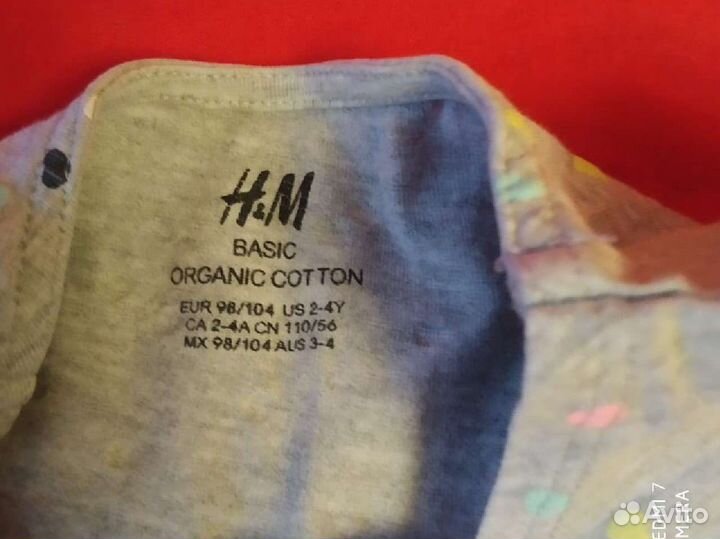 H&M
BASIC
ORGANIC COTTON
EUR 98/104 US 2-4Y
CA 2-4A CN 110/56
MX 98/104 AUS 3-4
Avito